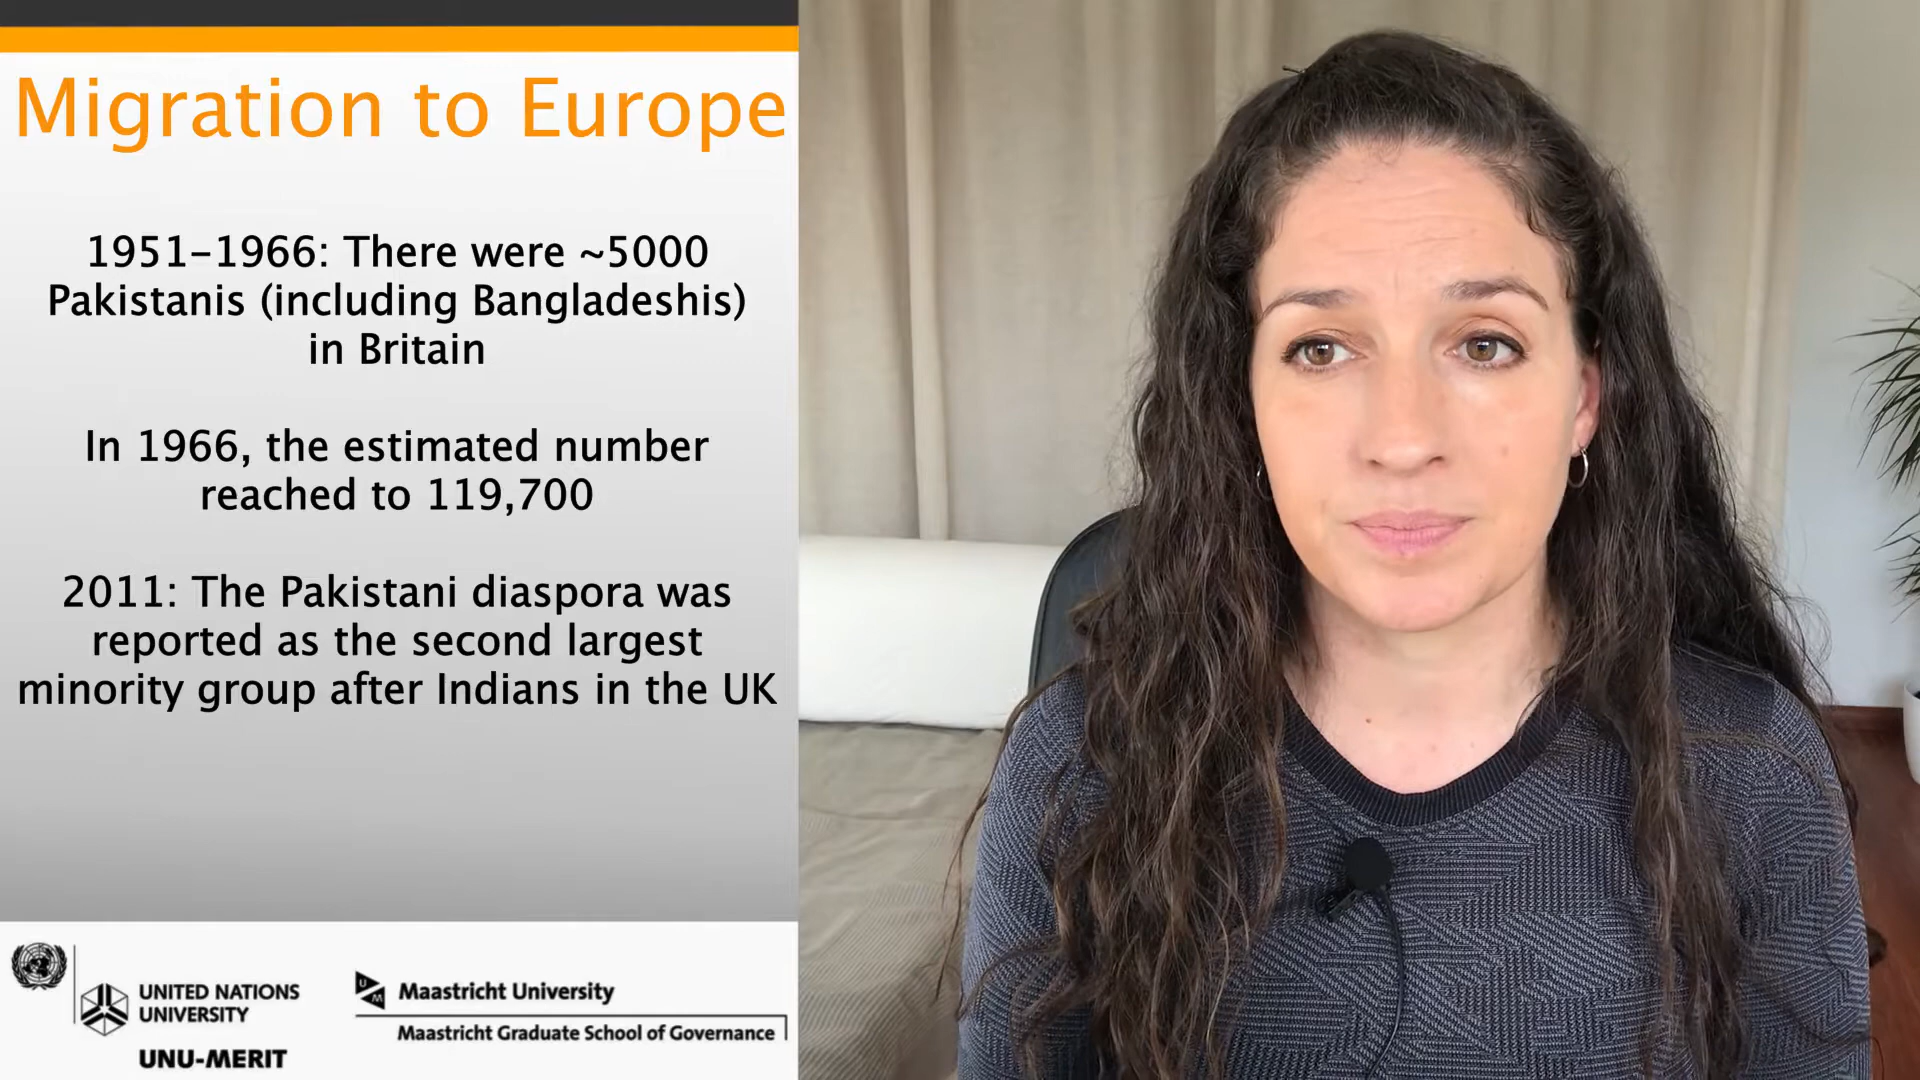 Migration to Europe
1951–1966: There were ~5000
Pakistanis (including Bangladeshis)
in Britain
In 1966, the estimated number
reached to 119,700
2011: The Pakistani diaspora was
reported as the second largest
minority group after Indians in the UK
UNITED NATIONS
UNIVERSITY
UNU-MERIT
U
M
Maastricht University
Maastricht Graduate School of Governance